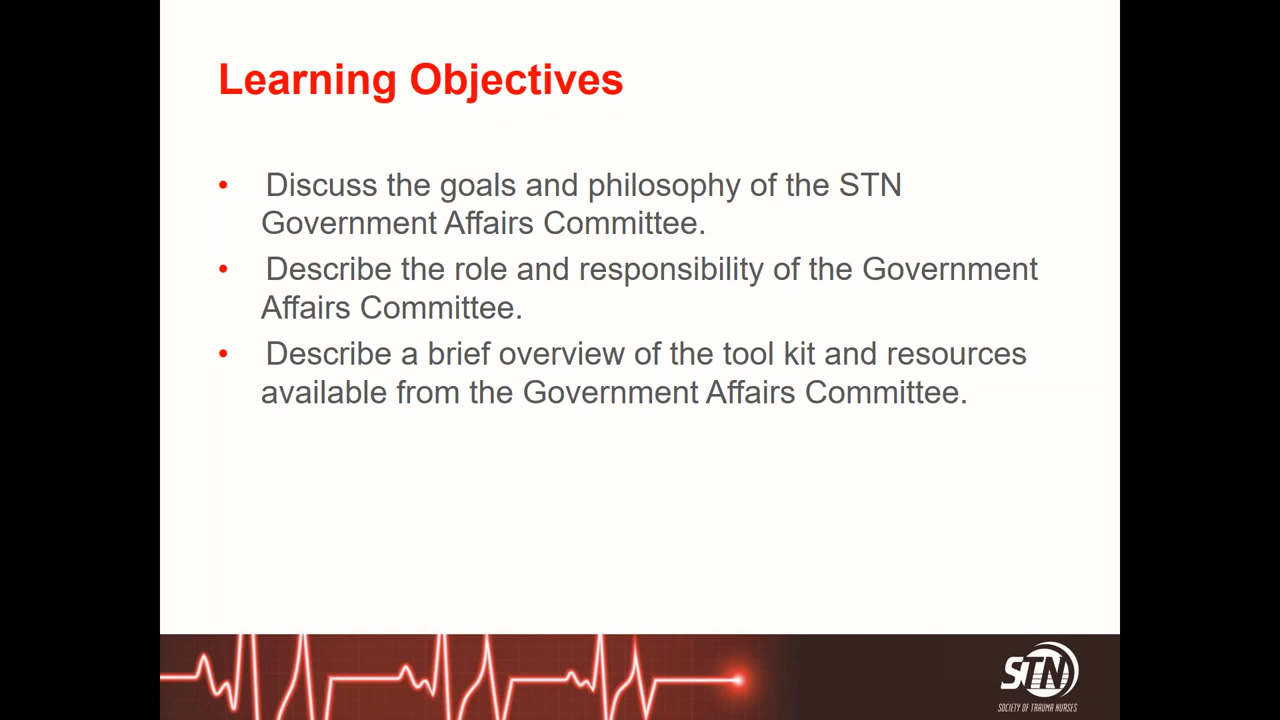 Learning Objectives
• Discuss the goals and philosophy of the STN
Government Affairs Committee.
• Describe the role and responsibility of the Government
Affairs Committee.
• Describe a brief overview of the tool kit and resources
available from the Government Affairs Committee.
STN
SOCIETY OF TRAUMA NURSES